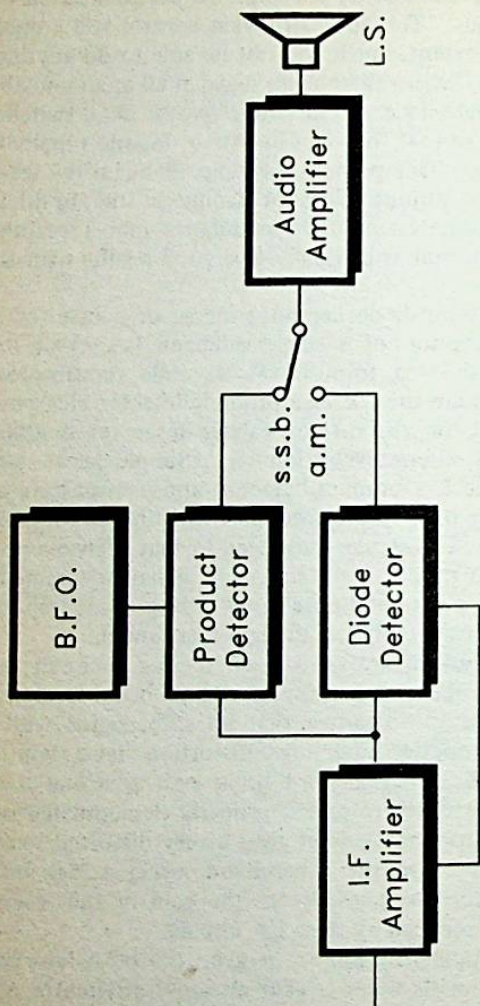 B.F.O.
Product
Detector
s.s.b.
a.m.
Audio
Amplifier
L.S.
I.F.
Amplifier
Diode
Detector